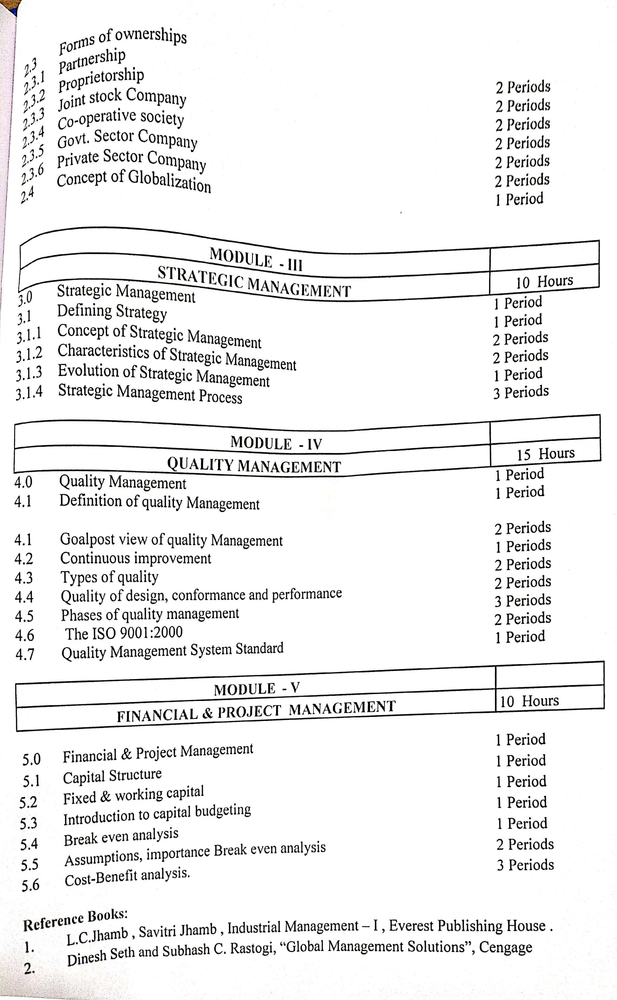 2.3 Forms of ownerships
2.3.1 Partnership 2 Periods
2.3.2 Proprietorship 2 Periods
2.3.3 Joint stock Company 2 Periods
2.3.4 Co-operative society 2 Periods
2.3.5 Govt. Sector Company 2 Periods
2.3.6 Private Sector Company 2 Periods
2.4 Concept of Globalization 1 Period
MODULE - III
STRATEGIC MANAGEMENT 10 Hours
3.0 Strategic Management 1 Period
3.1 Defining Strategy 1 Period
3.1.1 Concept of Strategic Management 2 Periods
3.1.2 Characteristics of Strategic Management 2 Periods
3.1.3 Evolution of Strategic Management 1 Period
3.1.4 Strategic Management Process 3 Periods
MODULE - IV
QUALITY MANAGEMENT 15 Hours
4.0 Quality Management 1 Period
4.1 Definition of quality Management 1 Period
4.1 Goalpost view of quality Management 2 Periods
4.2 Continuous improvement 1 Periods
4.3 Types of quality 2 Periods
4.4 Quality of design, conformance and performance 2 Periods
4.5 Phases of quality management 3 Periods
4.6 The ISO 9001:2000 2 Periods
4.7 Quality Management System Standard 1 Period
MODULE - V
FINANCIAL & PROJECT MANAGEMENT 10 Hours
5.0 Financial & Project Management 1 Period
5.1 Capital Structure 1 Period
5.2 Fixed & working capital 1 Period
5.3 Introduction to capital budgeting 1 Period
5.4 Break even analysis 1 Period
5.5 Assumptions, importance Break even analysis 2 Periods
5.6 Cost-Benefit analysis. 3 Periods
Reference Books:
1. L.C.Jhamb , Savitri Jhamb , Industrial Management – I , Everest Publishing House .
2. Dinesh Seth and Subhash C. Rastogi, “Global Management Solutions”, Cengage